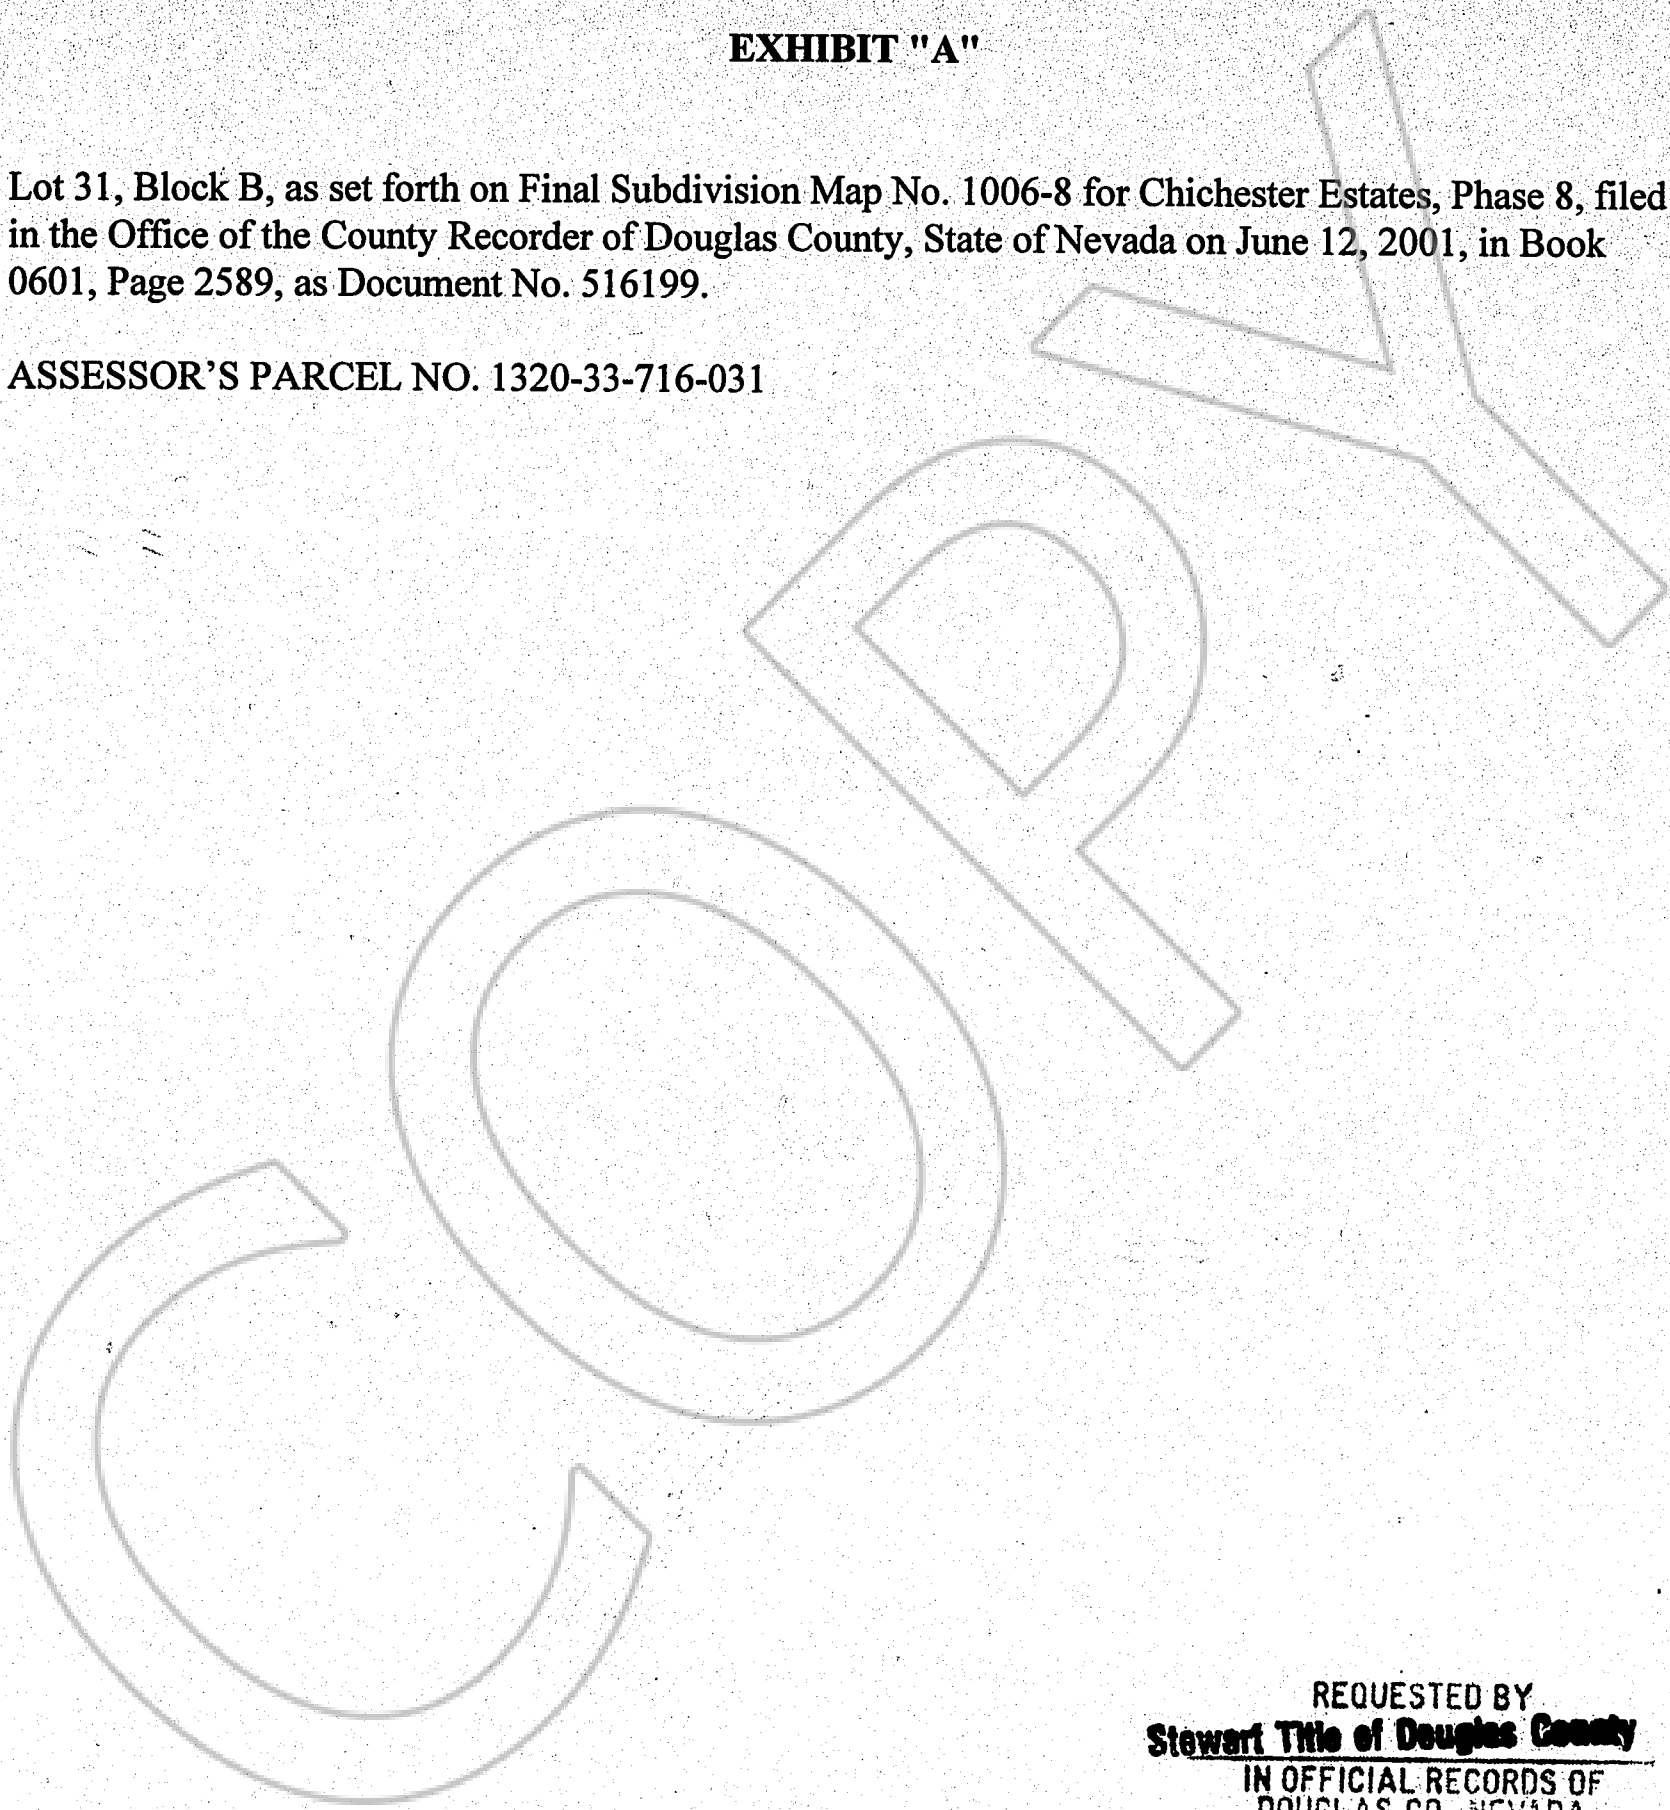 EXHIBIT "A"
Lot 31, Block B, as set forth on Final Subdivision Map No. 1006-8 for Chichester Estates, Phase 8, filed
in the Office of the County Recorder of Douglas County, State of Nevada on June 12, 2001, in Book
0601, Page 2589, as Document No. 516199.
ASSESSOR'S PARCEL NO. 1320-33-716-031
COPY
REQUESTED BY
Stewart Title of Douglas County
IN OFFICIAL RECORDS OF
DOUGLAS CO. NEVADA